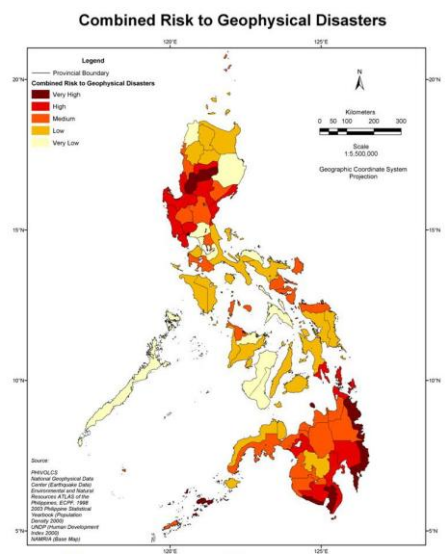 Combined Risk to Geophysical Disasters
120°E
125°E
Legend
Provincial Boundary
Combined Risk to Geophysical Disasters
Very High
High
Medium
Low
Very Low
N
Kilometers
0 50 100 200 300
Scale
1:5,500,000
Geographic Coordinate System
Projection
20°N
20°N
15°N
15°N
10°N
10°N
5°N
5°N
Source:
PHIVOLCS
National Geophysical Data
Center (Earthquake Data)
Environmental and Natural
Resources ATLAS of the
Philippines, ECPF, 1998
2003 Philippine Statistical
Yearbook (Population
Density 2000)
UNDP (Human Development
Index 2000)
NAMRIA (Base Map)
120°E
125°E